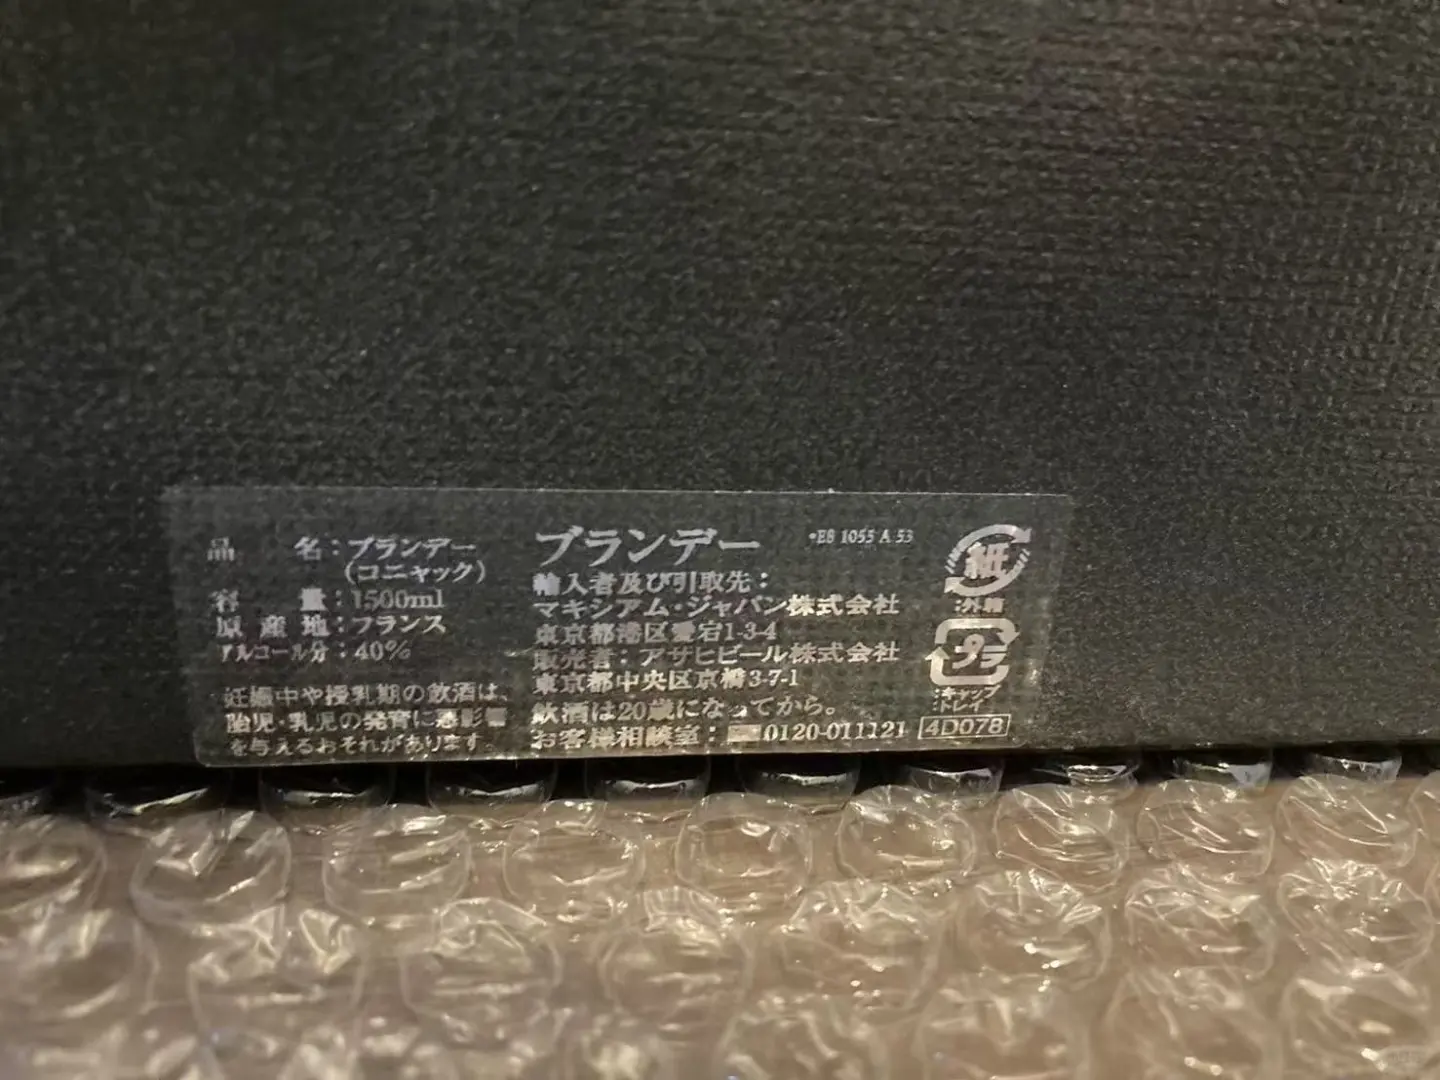 品名：ブランデー
（コニャック）
容量：1500ml
原産地：フランス
アルコール分：40%
妊娠中や授乳期の飲酒は、
胎児・乳児の発育に悪影響
を与えるおそれがあります。
ブランデー
•E8 1055 A 53
輸入者及び引取先：
マキシアム・ジャパン株式会社
東京都港区愛宕1-3-4
販売者：アサヒビール株式会社
東京都中央区京橋3-7-1
飲酒は20歳になってから。
お客様相談室：0120-011121
紙
:外箱
プラ
:キャップ
:トレイ
4D078